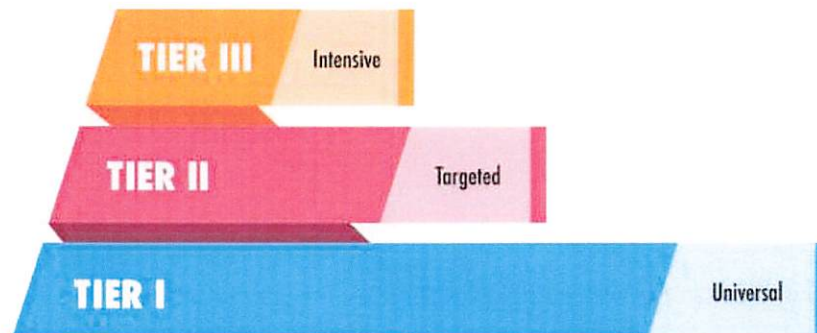 TIER III Intensive
TIER II Targeted
TIER I Universal